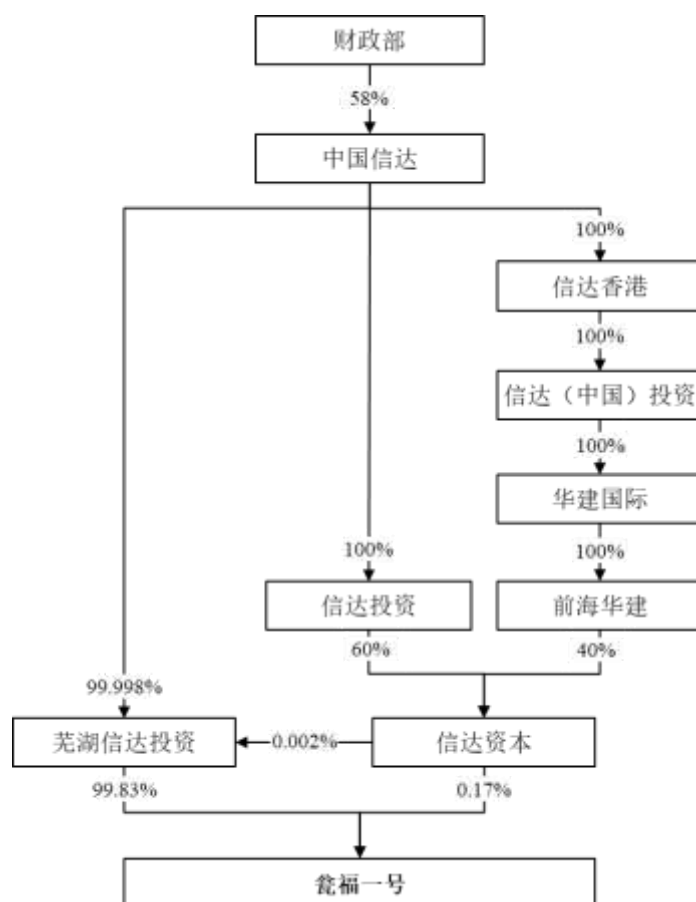 财政部
58%
中国信达
100%
信达香港
100%
信达（中国）投资
100%
华建国际
100% 100%
信达投资 前海华建
60% 40%
99.998%
芜湖信达投资 0.002% 信达资本
99.83% 0.17%
瓮福一号